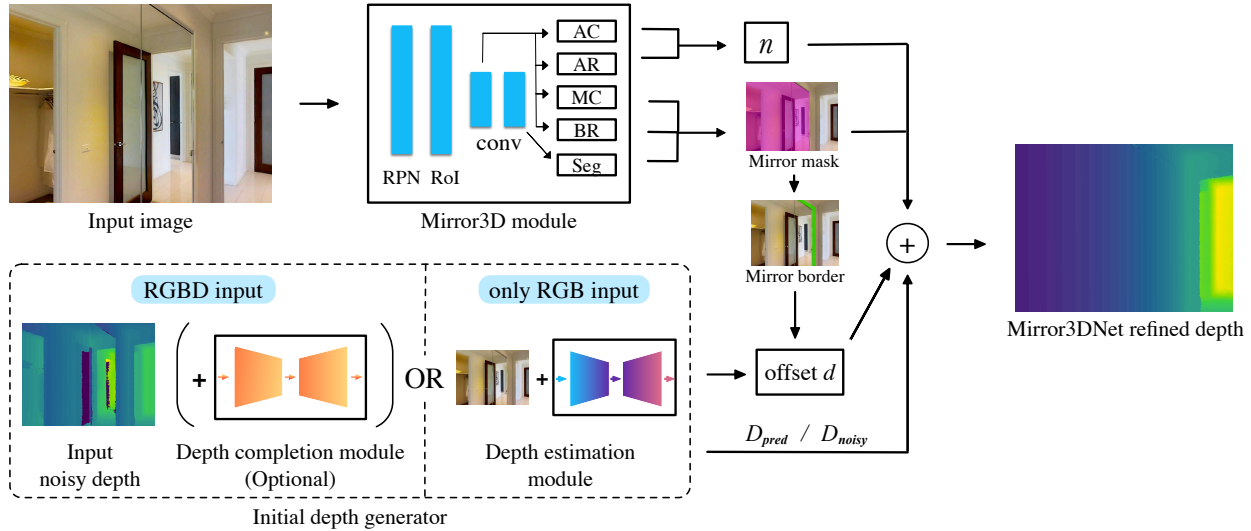 AC
AR
MC
BR
Seg
conv
RPN RoI
n
Input image
Mirror3D module
Mirror mask
Mirror border
+
Mirror3DNet refined depth
RGBD input
only RGB input
( + )
OR
+
offset d
Input
noisy depth
Depth completion module
(Optional)
Depth estimation
module
D_pred / D_noisy
Initial depth generator